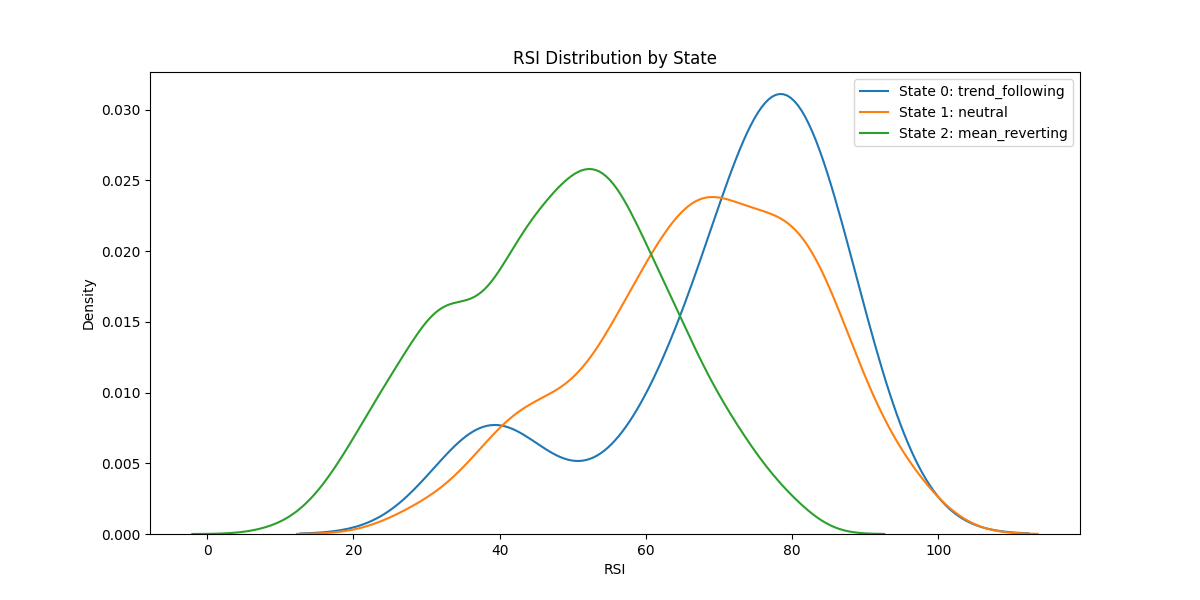 RSI Distribution by State
State 0: trend_following
State 1: neutral
State 2: mean_reverting
Density
0.030
0.025
0.020
0.015
0.010
0.005
0.000
0 20 40 60 80 100
RSI